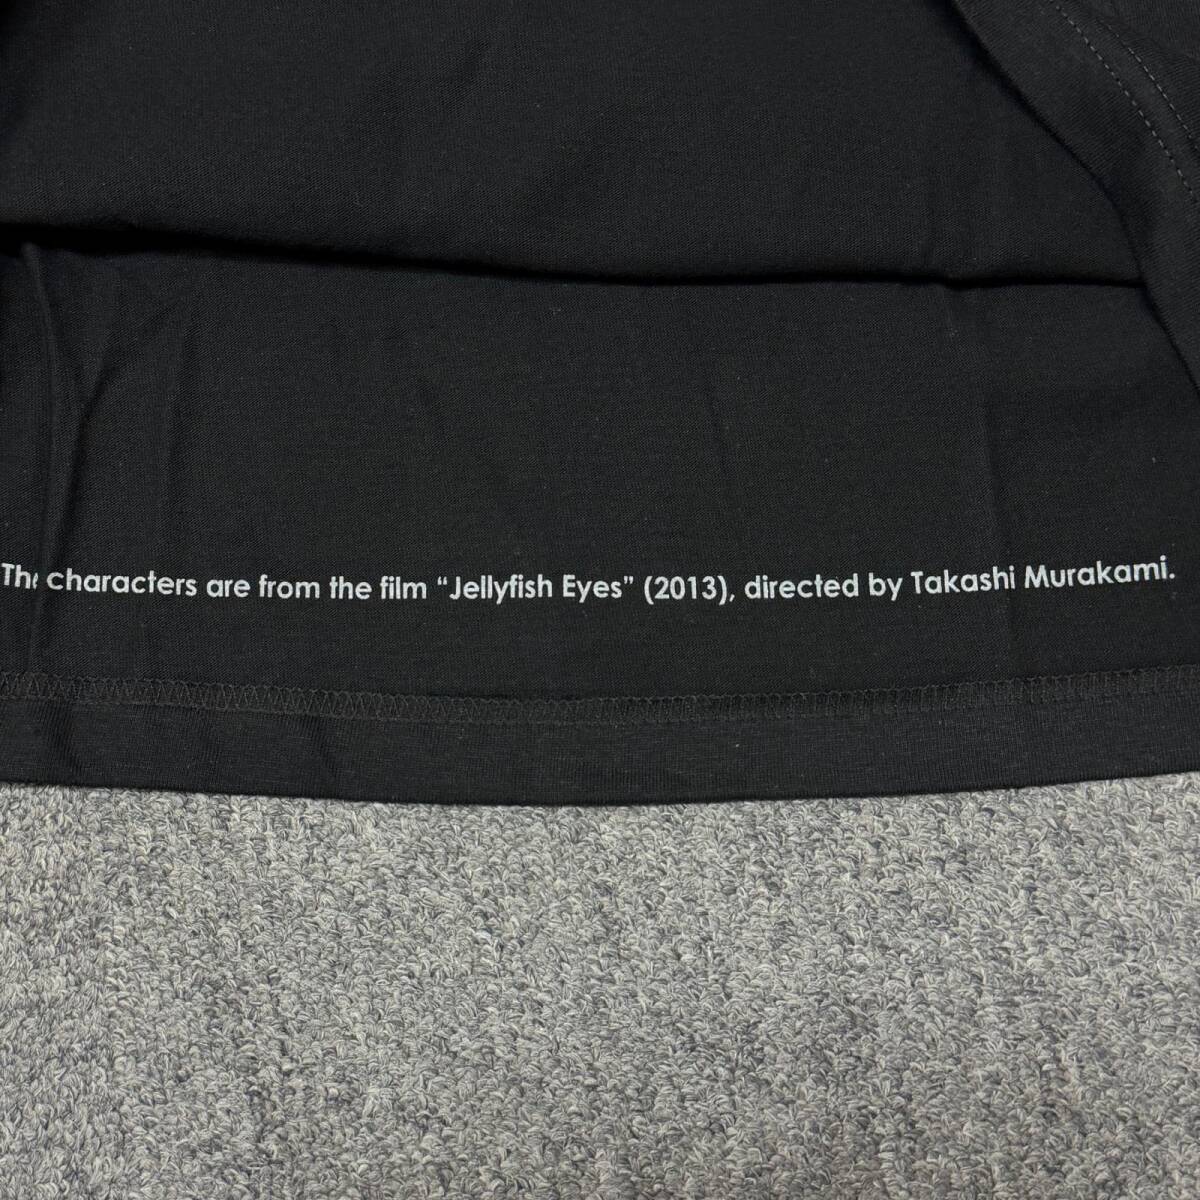 The characters are from the film “Jellyfish Eyes” (2013), directed by Takashi Murakami.